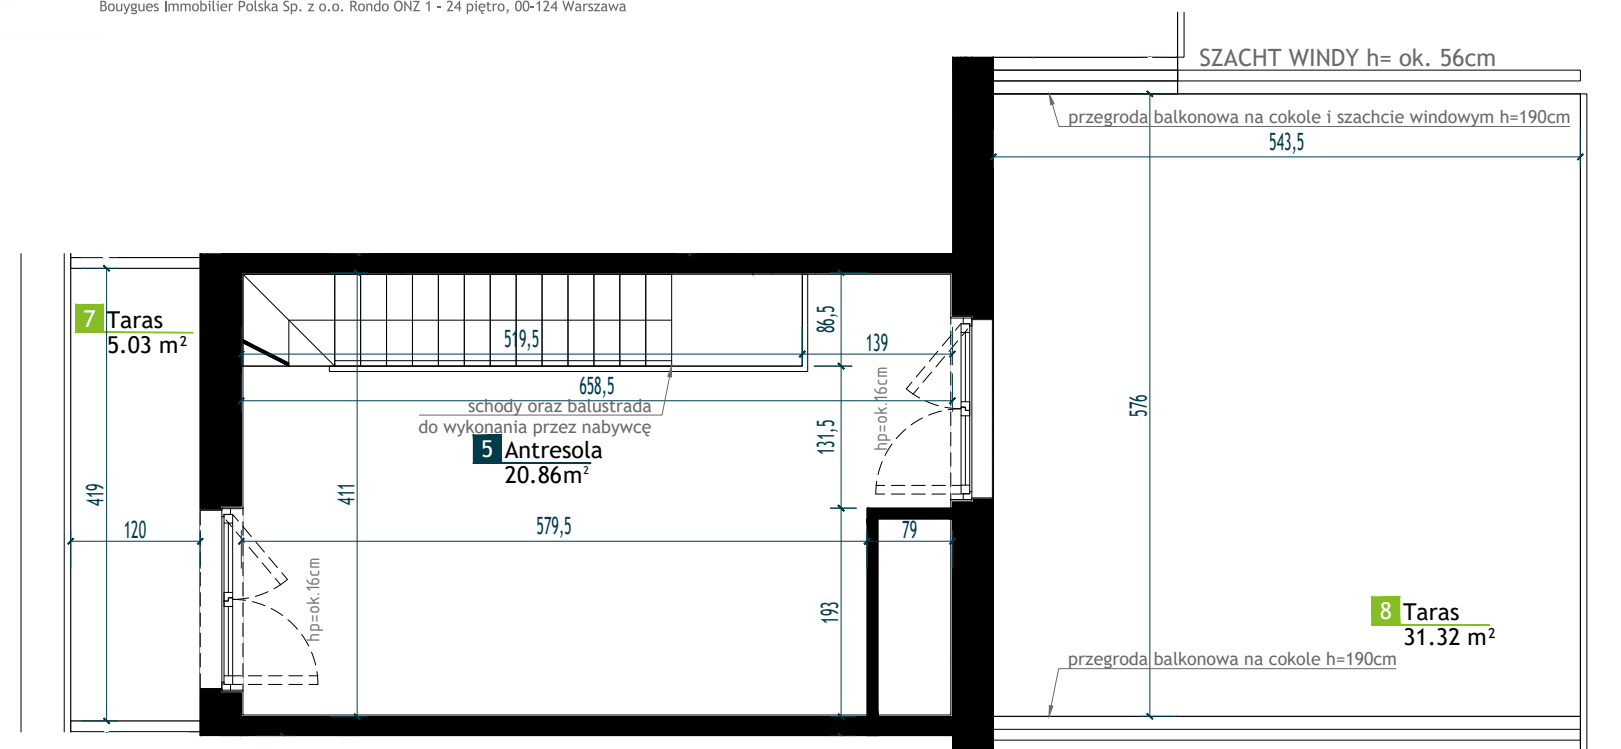 Bouygues Immobilier Polska Sp. z o.o. Rondo ONZ 1 - 24 piętro, 00-124 Warszawa
SZACHT WINDY h= ok. 56cm
przegroda balkonowa na cokole i szachcie windowym h=190cm
543,5
7 Taras
5.03 m²
519,5
86,5
139
658,5
schody oraz balustrada
do wykonania przez nabywcę
hp=ok.16cm
131,5
576
5 Antresola
20.86m²
419
411
120
579,5
79
hp=ok.16cm
193
8 Taras
31.32 m²
przegroda balkonowa na cokole h=190cm